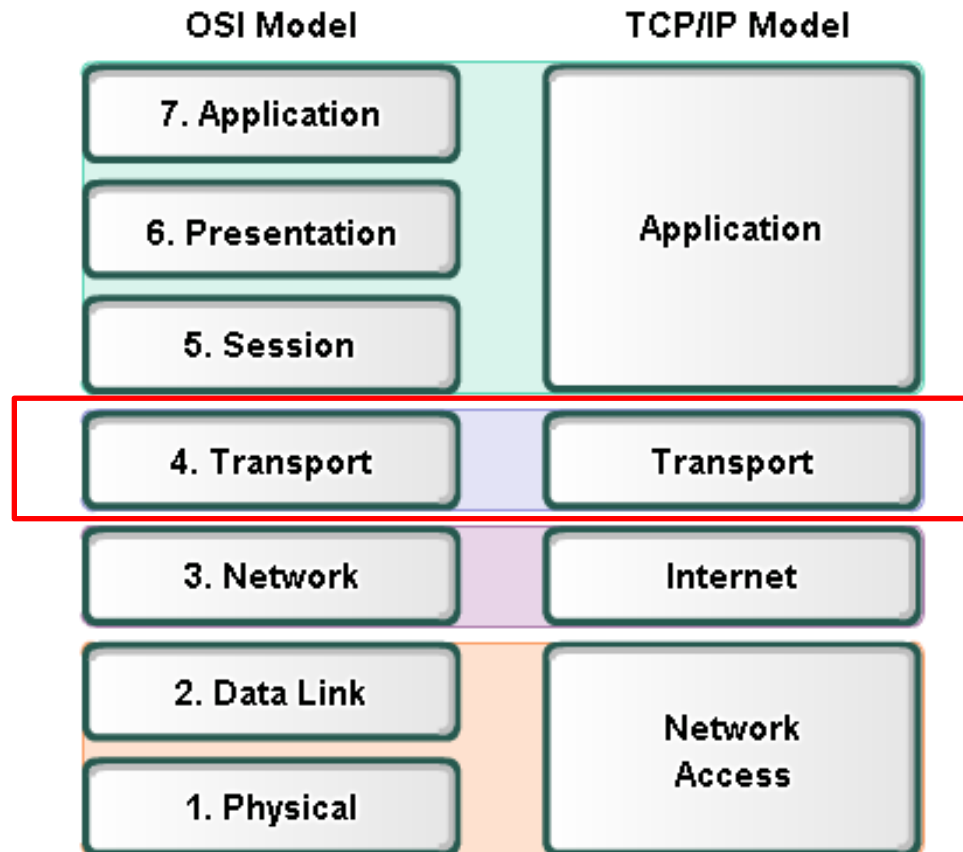 OSI Model
TCP/IP Model
7. Application
6. Presentation
5. Session
Application
4. Transport
Transport
3. Network
Internet
2. Data Link
1. Physical
Network
Access